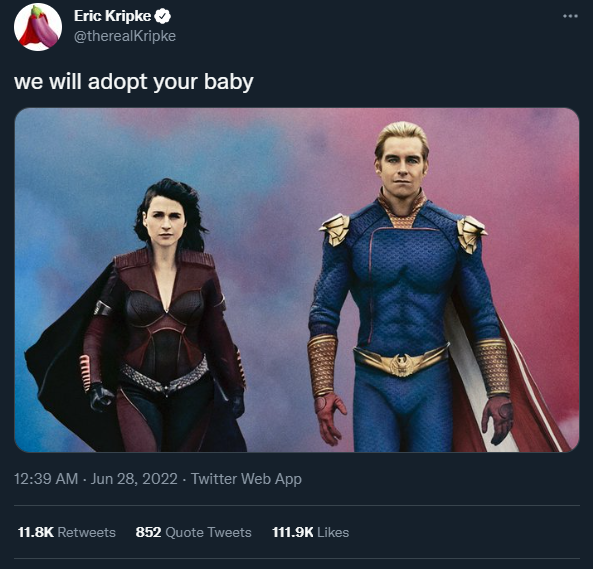 Eric Kripke
@therealKripke
we will adopt your baby
12:39 AM · Jun 28, 2022 · Twitter Web App
11.8K Retweets 852 Quote Tweets 111.9K Likes